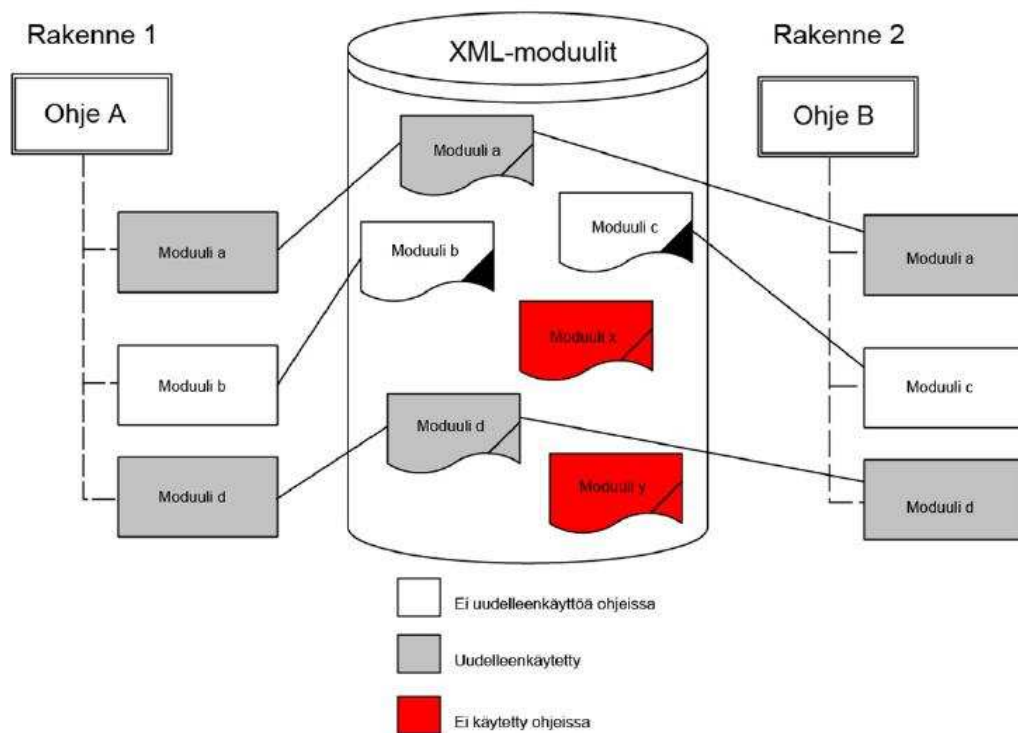 Rakenne 1
XML-moduulit
Rakenne 2
Ohje A
Ohje B
Moduuli a
Moduuli a
Moduuli a
Moduuli b
Moduuli c
Moduuli b
Moduuli x
Moduuli c
Moduuli d
Moduuli d
Moduuli y
Moduuli d
Ei uudelleenkäyttöä ohjeissa
Uudelleenkäytetty
Ei käytetty ohjeissa